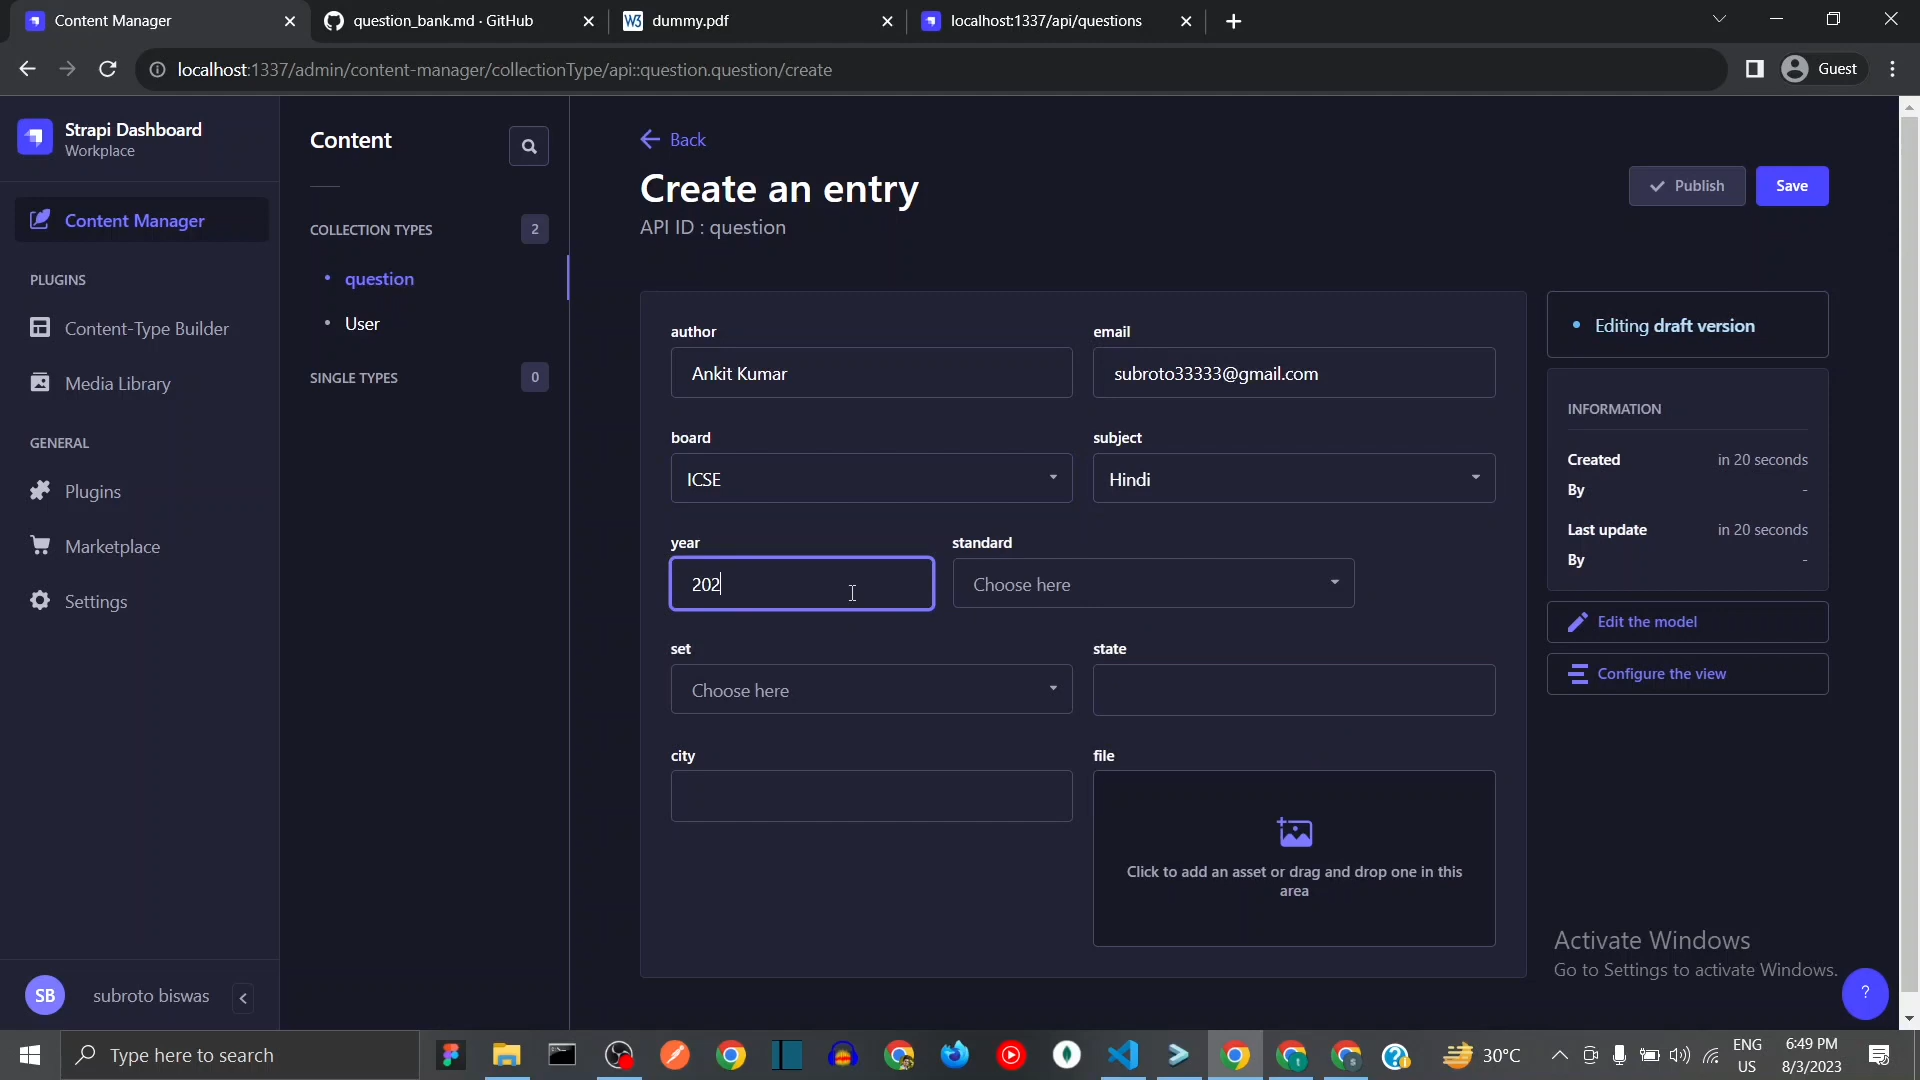 Content Manager
question_bank.md · GitHub
W3 dummy.pdf
localhost:1337/api/questions
localhost:1337/admin/content-manager/collectionType/api::question.question/create
Guest
Strapi Dashboard
Workplace
Content Manager
PLUGINS
Content-Type Builder
Media Library
GENERAL
Plugins
Marketplace
Settings
SB subroto biswas
Content
COLLECTION TYPES 2
question
User
SINGLE TYPES 0
Back
Create an entry
API ID : question
Publish
Save
author
Ankit Kumar
email
subroto33333@gmail.com
board
ICSE
subject
Hindi
year
202
standard
Choose here
set
Choose here
state
city
file
Click to add an asset or drag and drop one in this
area
Editing draft version
INFORMATION
Created in 20 seconds
By -
Last update in 20 seconds
By -
Edit the model
Configure the view
Activate Windows
Go to Settings to activate Windows.
?
Type here to search
30°C
ENG
US
6:49 PM
8/3/2023